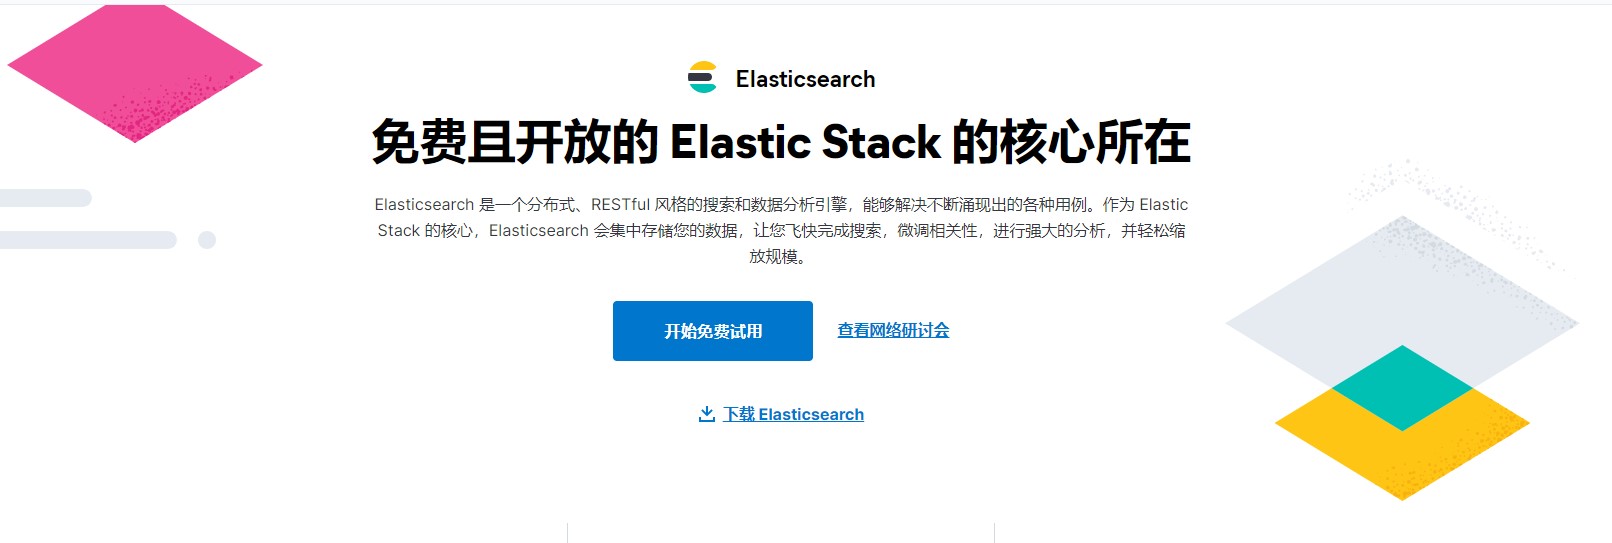 Elasticsearch
免费且开放的 Elastic Stack 的核心所在
Elasticsearch 是一个分布式、RESTful 风格的搜索和数据分析引擎，能够解决不断涌现出的各种用例。作为 Elastic
Stack 的核心，Elasticsearch 会集中存储您的数据，让您飞快完成搜索，微调相关性，进行强大的分析，并轻松缩
放规模。
开始免费试用
查看网络研讨会
下载 Elasticsearch